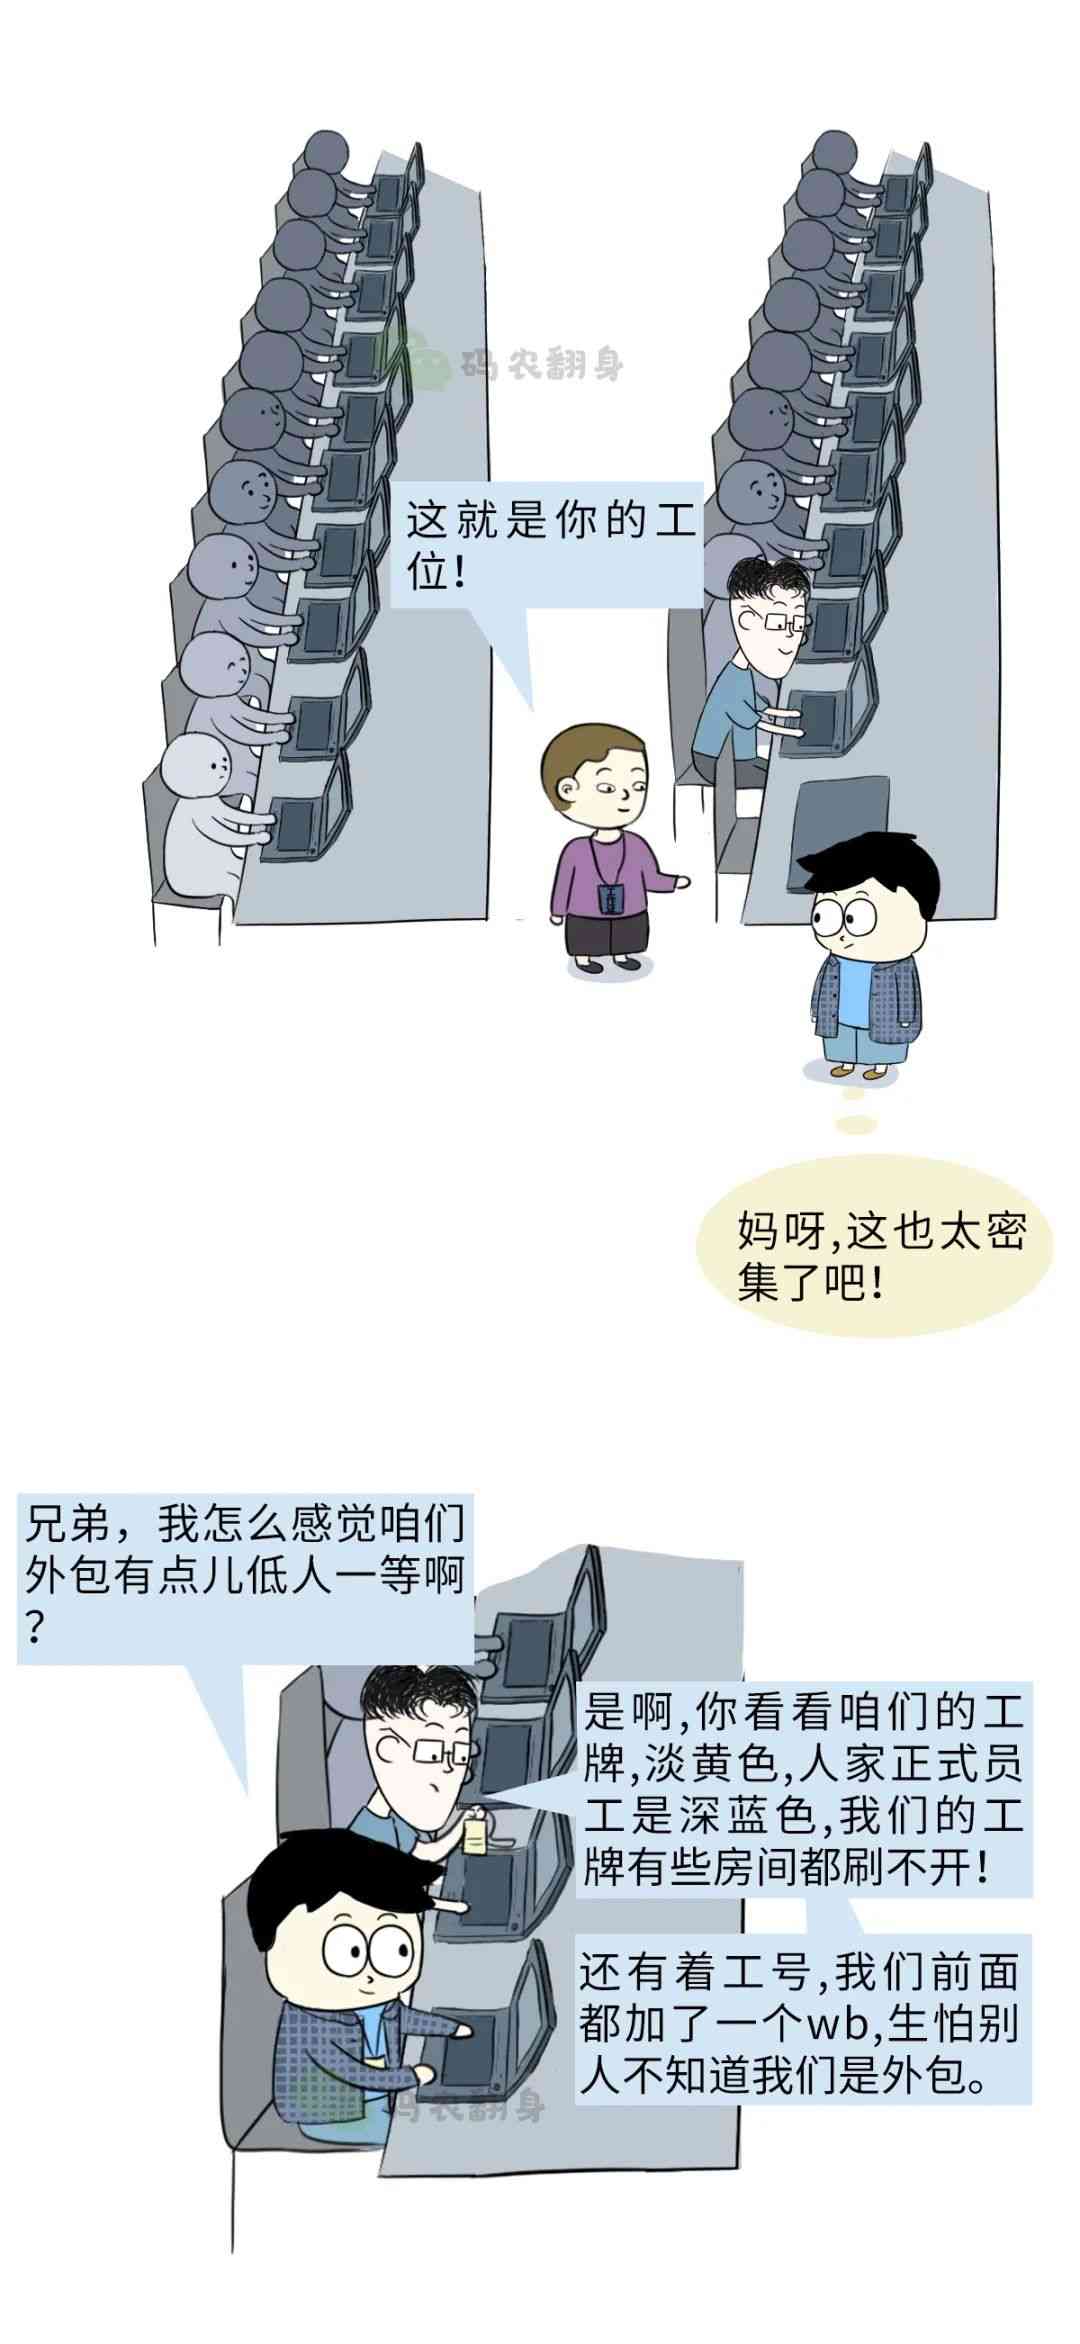 码农翻身
这就是你的工
位！
妈呀,这也太密
集了吧！
兄弟，我怎么感觉咱们
外包有点儿低人一等啊
？
是啊,你看看咱们的工
牌,淡黄色,人家正式员
工是深蓝色,我们的工
牌有些房间都刷不开！
还有着工号,我们前面
都加了一个wb,生怕别
人不知道我们是外包。
码农翻身